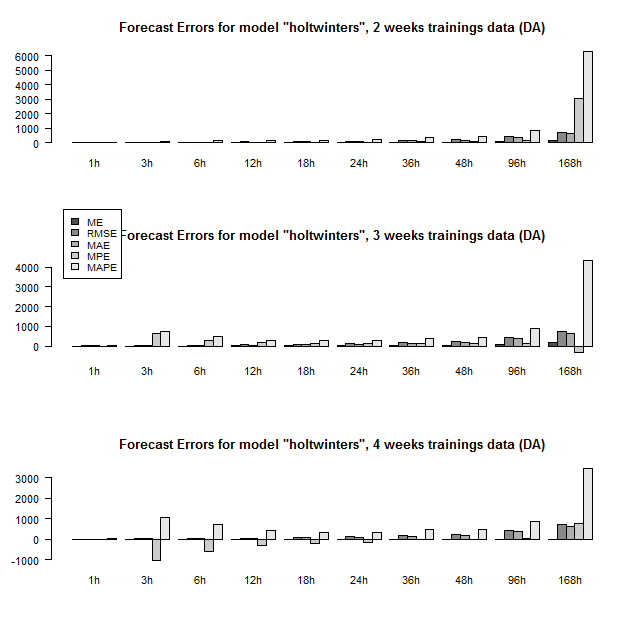 Forecast Errors for model "holtwinters", 2 weeks trainings data (DA)
6000
5000
4000
3000
2000
1000
0
1h 3h 6h 12h 18h 24h 36h 48h 96h 168h
ME
RMSE
MAE
MPE
MAPE
Forecast Errors for model "holtwinters", 3 weeks trainings data (DA)
4000
3000
2000
1000
0
1h 3h 6h 12h 18h 24h 36h 48h 96h 168h
Forecast Errors for model "holtwinters", 4 weeks trainings data (DA)
3000
2000
1000
0
-1000
1h 3h 6h 12h 18h 24h 36h 48h 96h 168h